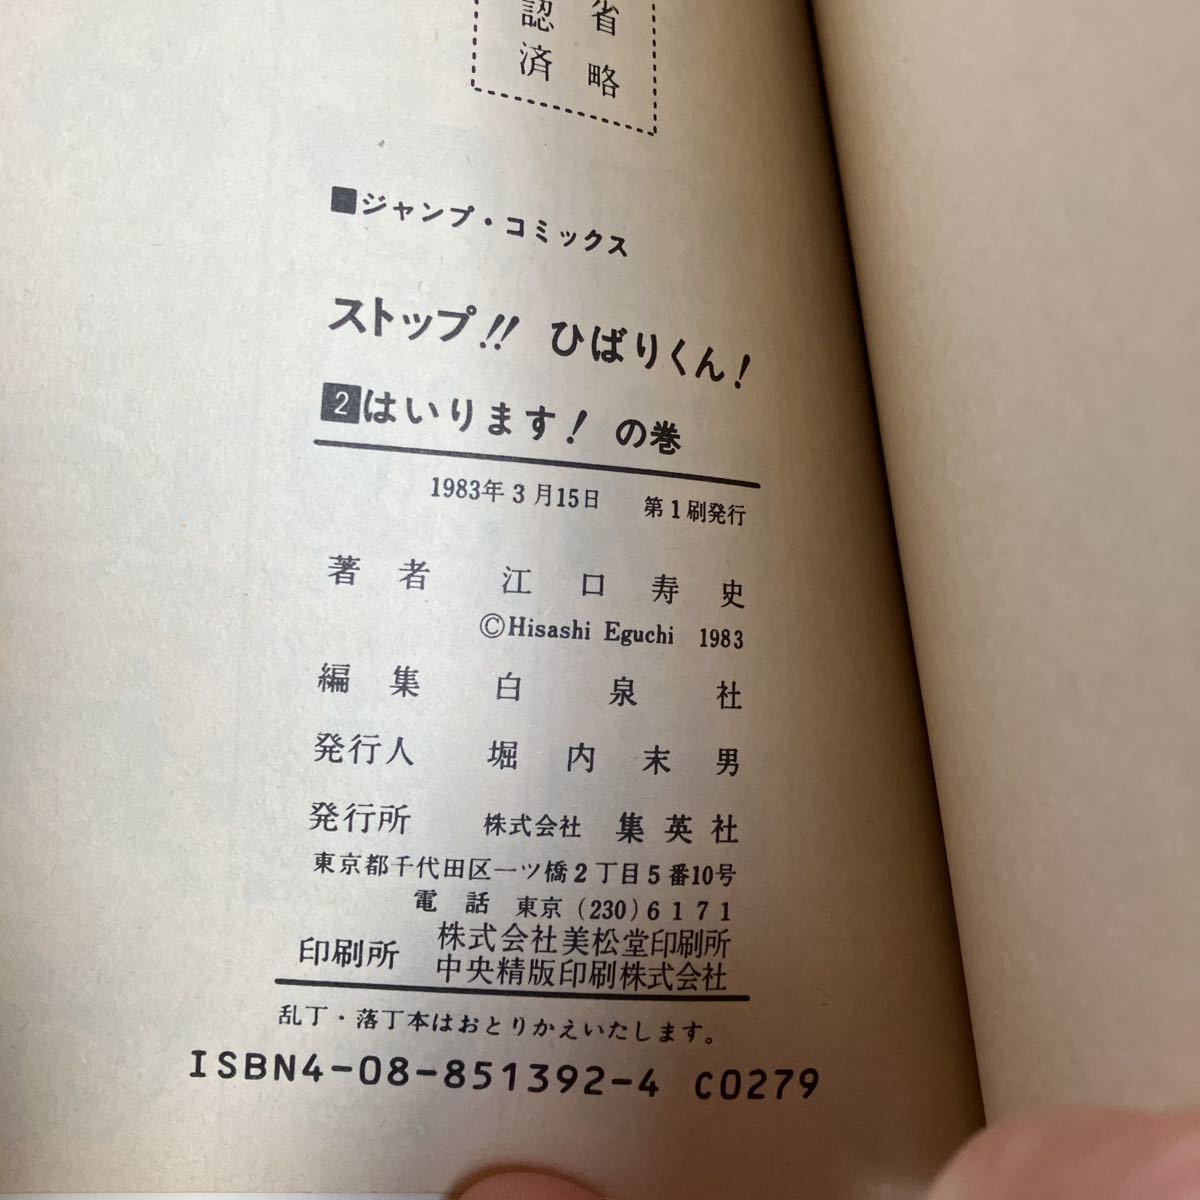 省略
認済
■ジャンプ・コミックス
ストップ!! ひばりくん!
2はいります! の巻
1983年3月15日 第1刷発行
著者 江口寿史
©Hisashi Eguchi 1983
編集 白泉社
発行人 堀内末男
発行所 株式会社 集英社
東京都千代田区一ツ橋2丁目5番10号
電話 東京(230)6171
印刷所 株式会社美松堂印刷所
中央精版印刷株式会社
乱丁・落丁本はおとりかえいたします。
ISBN4-08-851392-4 C0279